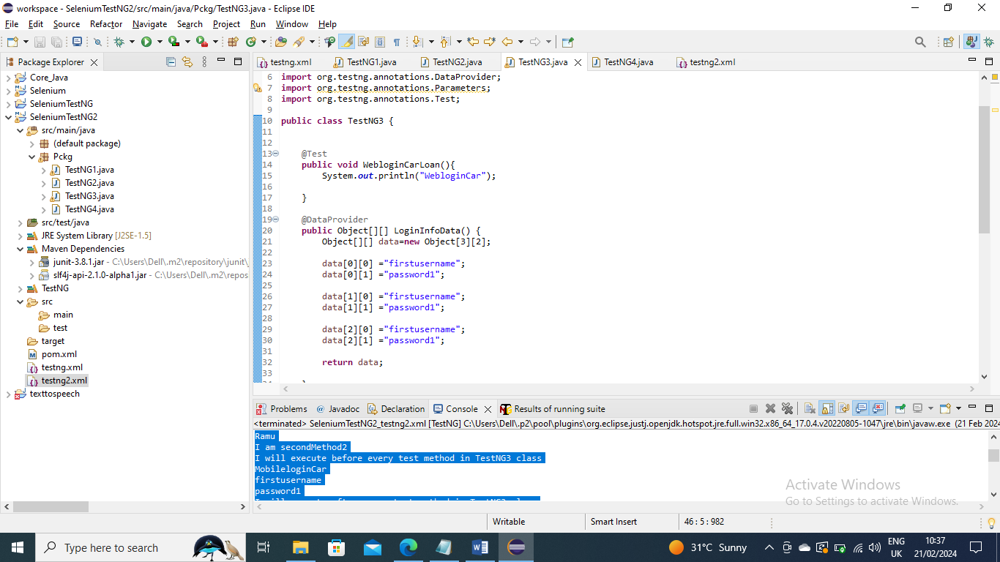 workspace - SeleniumTestNG2/src/main/java/Pckg/TestNG3.java - Eclipse IDE
File Edit Source Refactor Navigate Search Project Run Window Help
Package Explorer
Core_Java
Selenium
SeleniumTestNG
SeleniumTestNG2
src/main/java
(default package)
Pckg
TestNG1.java
TestNG2.java
TestNG3.java
TestNG4.java
src/test/java
JRE System Library [J2SE-1.5]
Maven Dependencies
junit-3.8.1.jar - C:\Users\Dell\.m2\repository\junit\
slf4j-api-2.1.0-alpha1.jar - C:\Users\Dell\.m2\repos
TestNG
src
main
test
target
pom.xml
testng.xml
testng2.xml
texttospeech
testng.xml TestNG1.java TestNG2.java TestNG3.java TestNG4.java testng2.xml
6 import org.testng.annotations.DataProvider;
7 import org.testng.annotations.Parameters;
8 import org.testng.annotations.Test;
9
10 public class TestNG3 {
11
12
13 @Test
14 public void WebloginCarLoan(){
15 System.out.println("WebloginCar");
16
17 }
18
19 @DataProvider
20 public Object[][] LoginInfoData() {
21 Object[][] data=new Object[3][2];
22
23 data[0][0] ="firstusername";
24 data[0][1] ="password1";
25
26 data[1][0] ="firstusername";
27 data[1][1] ="password1";
28
29 data[2][0] ="firstusername";
30 data[2][1] ="password1";
31
32 return data;
33
Problems Javadoc Declaration Console Results of running suite
<terminated> SeleniumTestNG2_testng2.xml [TestNG] C:\Users\Dell\.p2\pool\plugins\org.eclipse.justj.openjdk.hotspot.jre.full.win32.x86_64_17.0.4.v20220805-1047\jre\bin\javaw.exe (21 Feb 2024
Ramu
I am secondMethod2
I will execute before every test method in TestNG3 class
MobileloginCar
firstusername
password1
Activate Windows
Go to Settings to activate Windows.
Writable Smart Insert 46 : 5 : 982
Type here to search
31°C Sunny
ENG
UK
10:37
21/02/2024